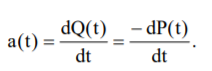 a(t) = dQ(t)/dt = −dP(t)/dt .